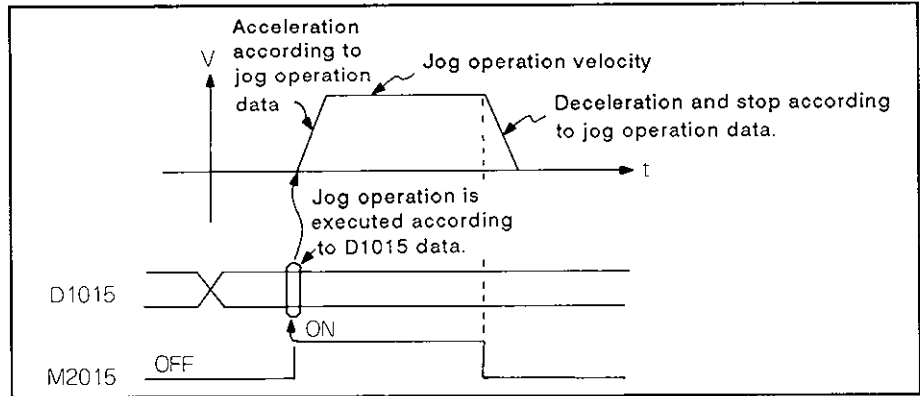 Acceleration
according to
jog operation
data
V
Jog operation velocity
Deceleration and stop according
to jog operation data.
t
Jog operation is
executed according
to D1015 data.
D1015
ON
OFF
M2015